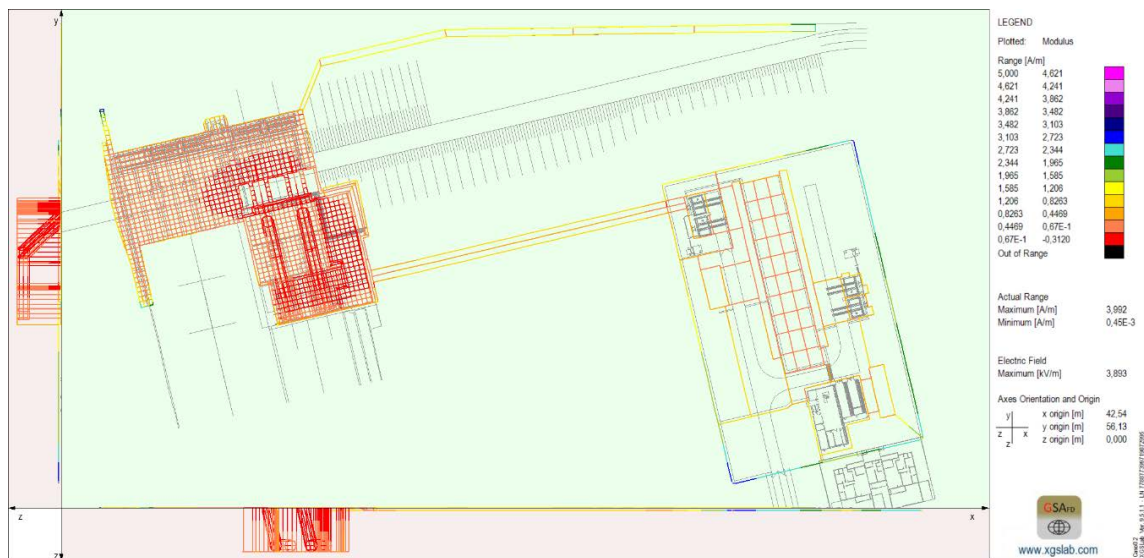 y
LEGEND
Plotted: Modulus
Range [A/m]
5,000 4,621
4,621 4,241
4,241 3,862
3,862 3,482
3,482 3,103
3,103 2,723
2,723 2,344
2,344 1,965
1,965 1,585
1,585 1,206
1,206 0,8263
0,8263 0,4469
0,4469 0,67E-1
0,67E-1 -0,3120
Out of Range
Actual Range
Maximum [A/m] 3,992
Minimum [A/m] 0,45E-3
Electric Field
Maximum [kV/m] 3,893
Axes Orientation and Origin
y x origin [m] 42,54
z x y origin [m] 56,13
z z origin [m] 0,000
z x
z
GSAFD
www.xgslab.com